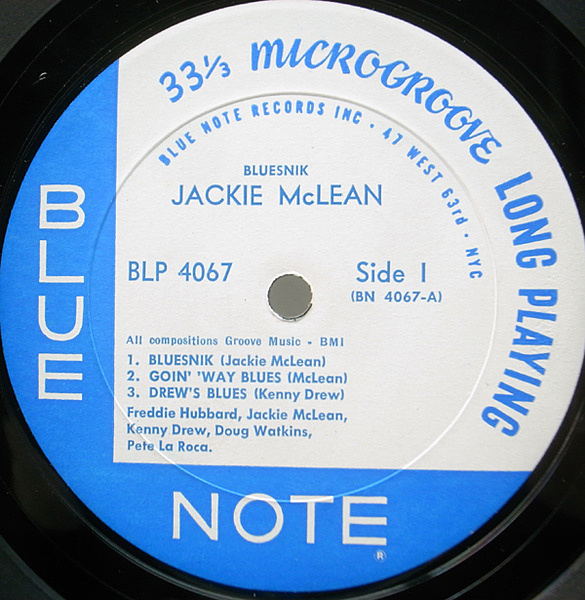 33⅓ MICROGROOVE LONG PLAYING
BLUE NOTE RECORDS INC · 47 WEST 63rd · NYC
BLUESNIK
JACKIE McLEAN
BLP 4067
Side 1
(BN 4067-A)
All compositions Groove Music - BMI
1. BLUESNIK (Jackie McLean)
2. GOIN' 'WAY BLUES (McLean)
3. DREW'S BLUES (Kenny Drew)
Freddie Hubbard, Jackie McLean,
Kenny Drew, Doug Watkins,
Pete La Roca.
BLUE
NOTE
®